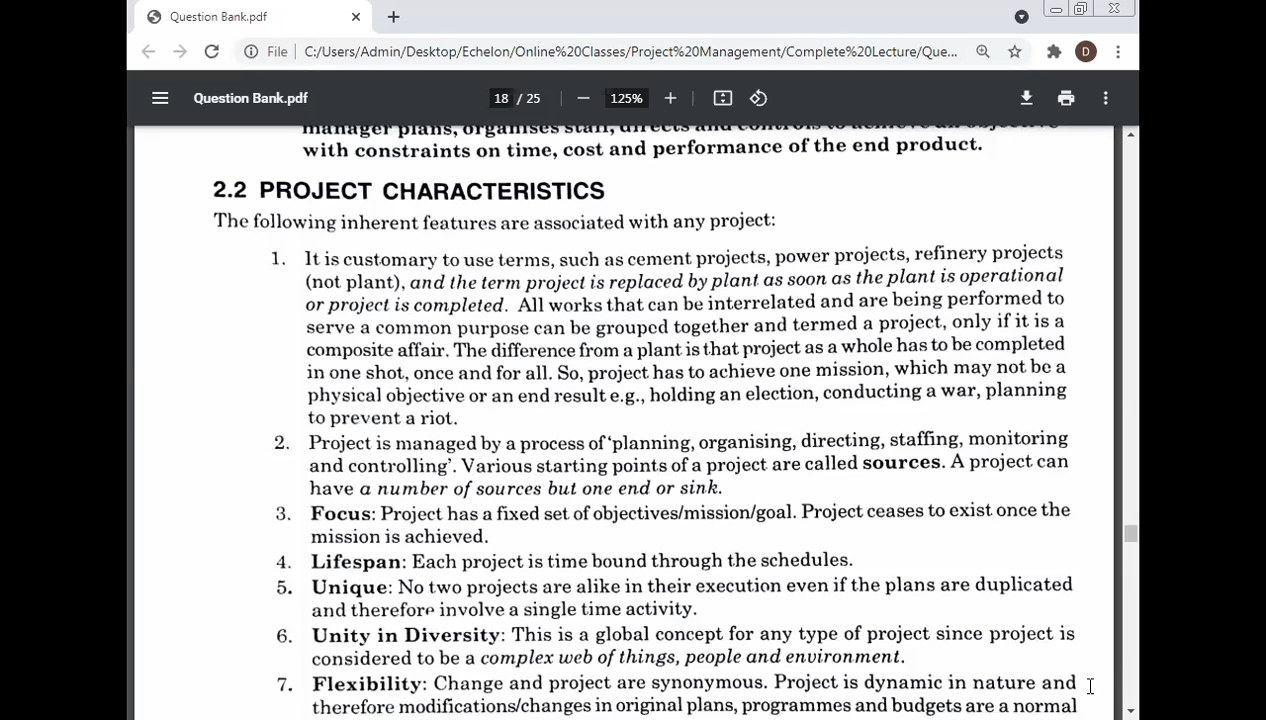 Question Bank.pdf
File C:/Users/Admin/Desktop/Echelon/Online%20Classes/Project%20Management/Complete%20Lecture/Que... D
Question Bank.pdf 18 / 25 125%
manager plans, organises staff, directs and controls to achieve an objective
with constraints on time, cost and performance of the end product.
2.2 PROJECT CHARACTERISTICS
The following inherent features are associated with any project:
1. It is customary to use terms, such as cement projects, power projects, refinery projects
(not plant), and the term project is replaced by plant as soon as the plant is operational
or project is completed. All works that can be interrelated and are being performed to
serve a common purpose can be grouped together and termed a project, only if it is a
composite affair. The difference from a plant is that project as a whole has to be completed
in one shot, once and for all. So, project has to achieve one mission, which may not be a
physical objective or an end result e.g., holding an election, conducting a war, planning
to prevent a riot.
2. Project is managed by a process of ‘planning, organising, directing, staffing, monitoring
and controlling’. Various starting points of a project are called sources. A project can
have a number of sources but one end or sink.
3. Focus: Project has a fixed set of objectives/mission/goal. Project ceases to exist once the
mission is achieved.
4. Lifespan: Each project is time bound through the schedules.
5. Unique: No two projects are alike in their execution even if the plans are duplicated
and therefore involve a single time activity.
6. Unity in Diversity: This is a global concept for any type of project since project is
considered to be a complex web of things, people and environment.
7. Flexibility: Change and project are synonymous. Project is dynamic in nature and
therefore modifications/changes in original plans, programmes and budgets are a normal